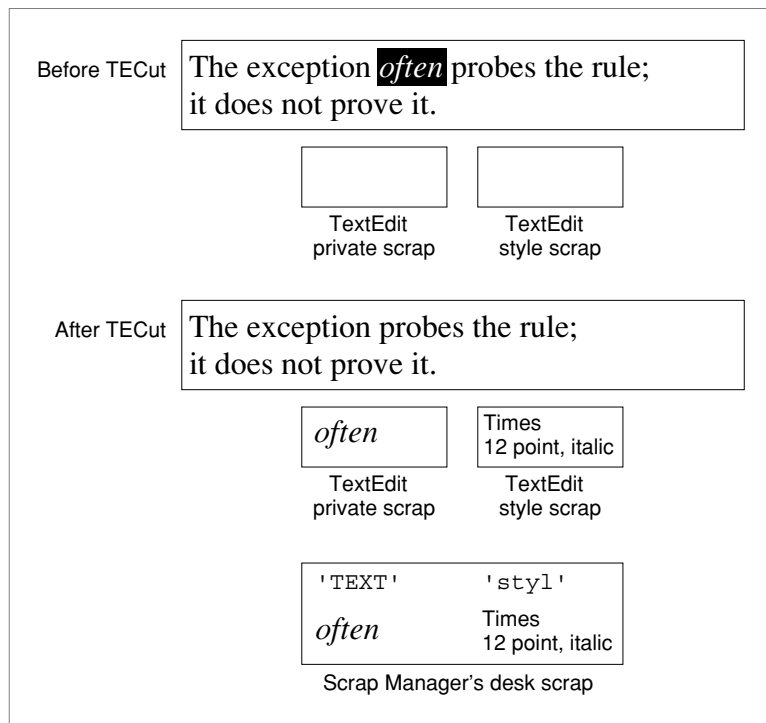 Before TECut
The exception often probes the rule;
it does not prove it.
TextEdit
private scrap
TextEdit
style scrap
After TECut
The exception probes the rule;
it does not prove it.
often
Times
12 point, italic
TextEdit
private scrap
TextEdit
style scrap
'TEXT' 'styl'
often
Times
12 point, italic
Scrap Manager's desk scrap